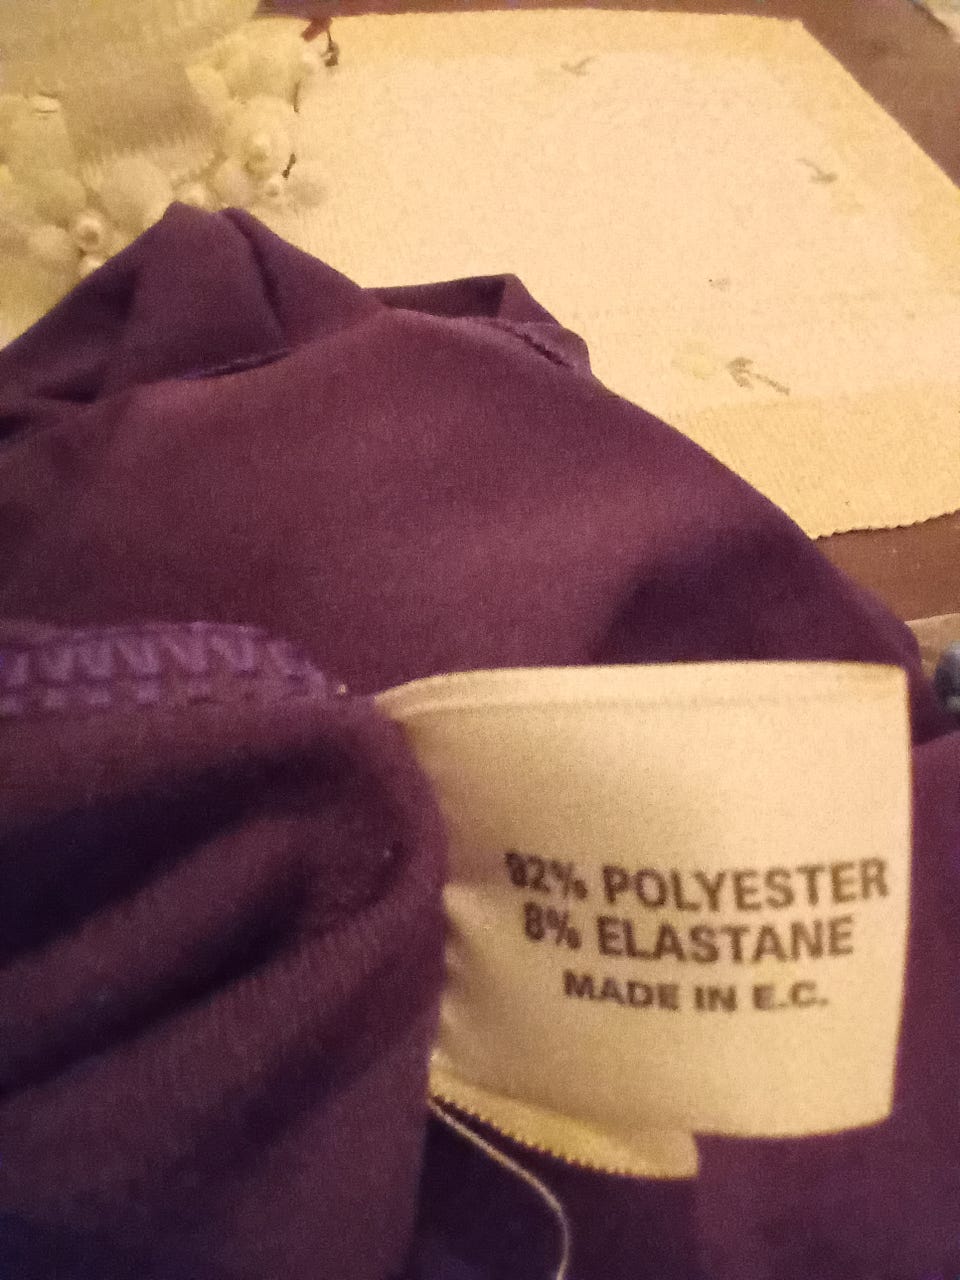 92% POLYESTER
8% ELASTANE
MADE IN E.C.